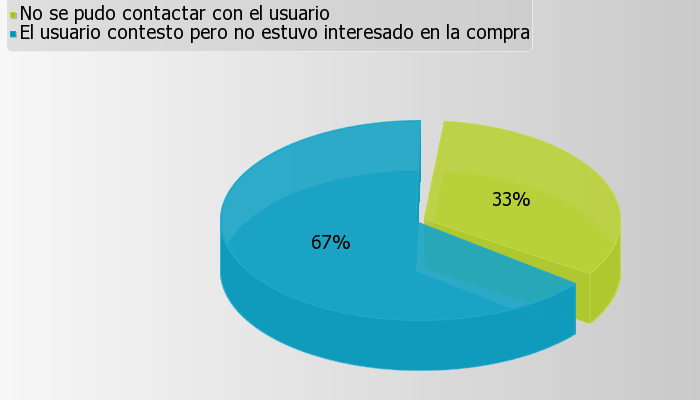 No se pudo contactar con el usuario
El usuario contesto pero no estuvo interesado en la compra
33%
67%